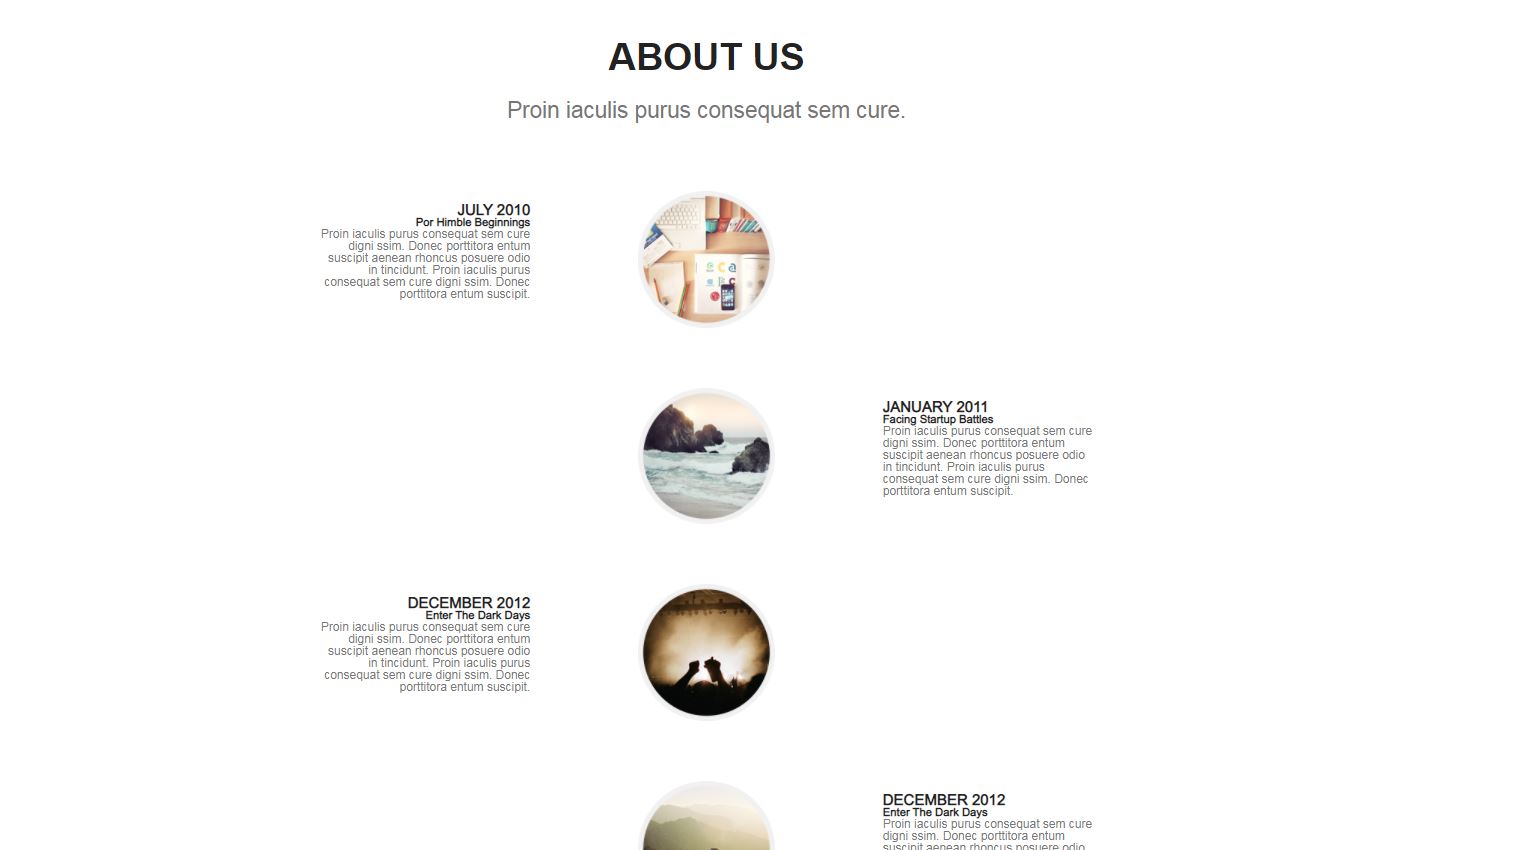 ABOUT US
Proin iaculis purus consequat sem cure.
JULY 2010
Por Himble Beginnings
Proin iaculis purus consequat sem cure
digni ssim. Donec porttitora entum
suscipit aenean rhoncus posuere odio
in tincidunt. Proin iaculis purus
consequat sem cure digni ssim. Donec
porttitora entum suscipit.
JANUARY 2011
Facing Startup Battles
Proin iaculis purus consequat sem cure
digni ssim. Donec porttitora entum
suscipit aenean rhoncus posuere odio
in tincidunt. Proin iaculis purus
consequat sem cure digni ssim. Donec
porttitora entum suscipit.
DECEMBER 2012
Enter The Dark Days
Proin iaculis purus consequat sem cure
digni ssim. Donec porttitora entum
suscipit aenean rhoncus posuere odio
in tincidunt. Proin iaculis purus
consequat sem cure digni ssim. Donec
porttitora entum suscipit.
DECEMBER 2012
Enter The Dark Days
Proin iaculis purus consequat sem cure
digni ssim. Donec porttitora entum
suscipit aenean rhoncus posuere odio